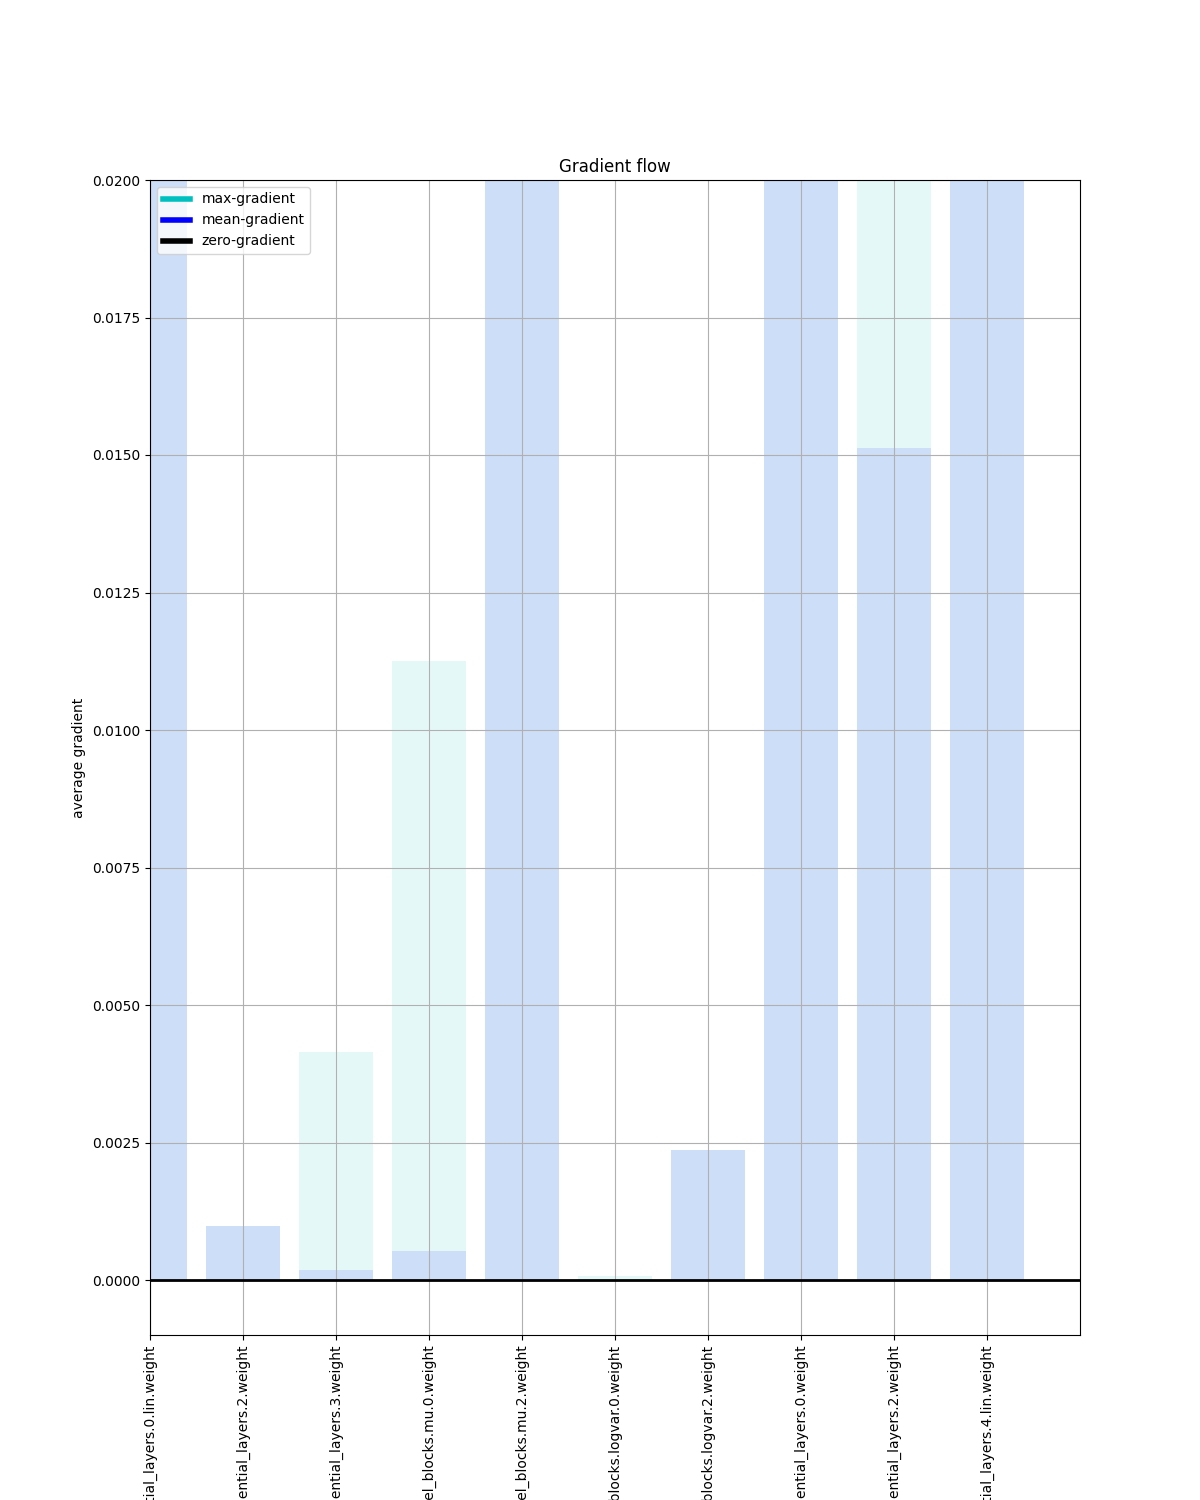 Gradient flow
max-gradient
mean-gradient
zero-gradient
0.0200
0.0175
0.0150
0.0125
0.0100
0.0075
0.0050
0.0025
0.0000
average gradient
tial_layers.0.lin.weight
ential_layers.2.weight
ential_layers.3.weight
el_blocks.mu.0.weight
el_blocks.mu.2.weight
blocks.logvar.0.weight
blocks.logvar.2.weight
ential_layers.0.weight
ential_layers.2.weight
tial_layers.4.lin.weight